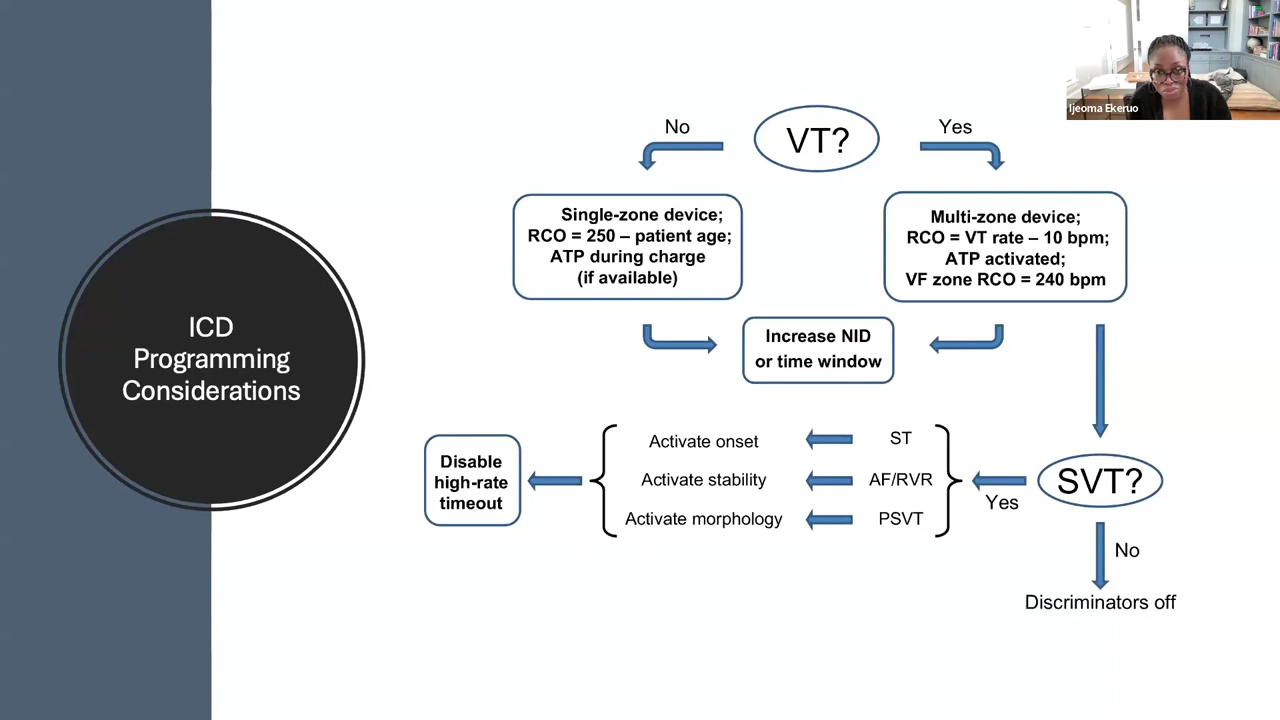 Ijeoma Ekeruo
ICD
Programming
Considerations
VT?
No
Yes
Single-zone device;
RCO = 250 – patient age;
ATP during charge
(if available)
Multi-zone device;
RCO = VT rate – 10 bpm;
ATP activated;
VF zone RCO = 240 bpm
Increase NID
or time window
SVT?
Yes
No
Discriminators off
ST
AF/RVR
PSVT
Activate onset
Activate stability
Activate morphology
Disable
high-rate
timeout